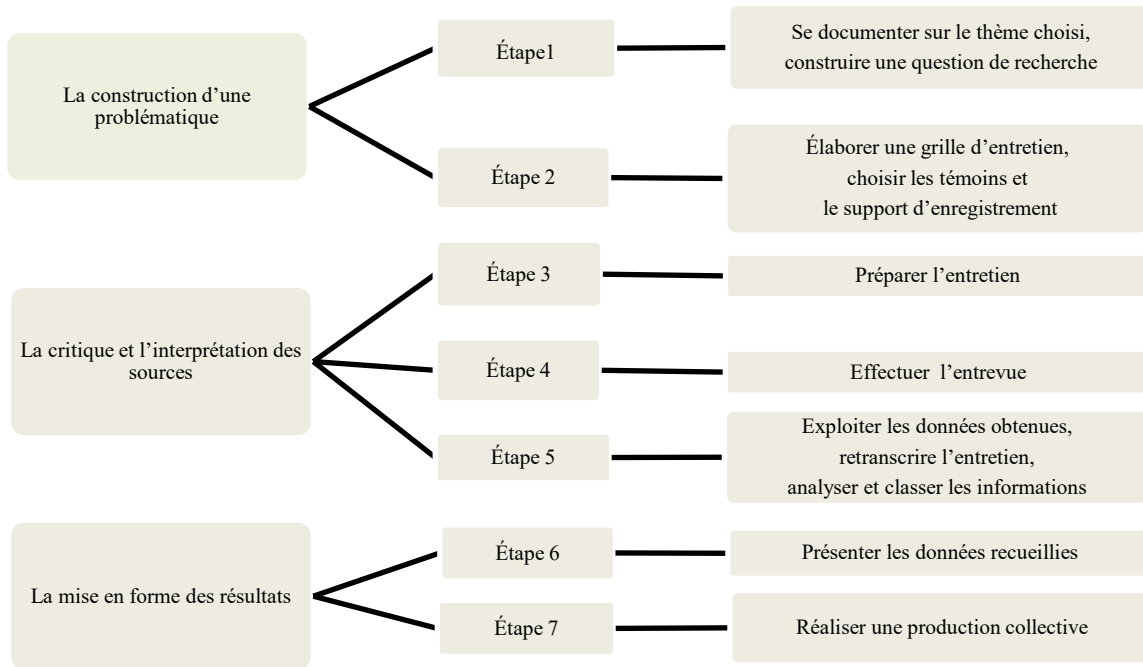 La construction d’une
problématique
Étape1
Se documenter sur le thème choisi,
construire une question de recherche
Étape 2
Élaborer une grille d’entretien,
choisir les témoins et
le support d’enregistrement
La critique et l’interprétation des
sources
Étape 3
Préparer l’entretien
Étape 4
Effectuer l’entrevue
Étape 5
Exploiter les données obtenues,
retranscrire l’entretien,
analyser et classer les informations
La mise en forme des résultats
Étape 6
Présenter les données recueillies
Étape 7
Réaliser une production collective